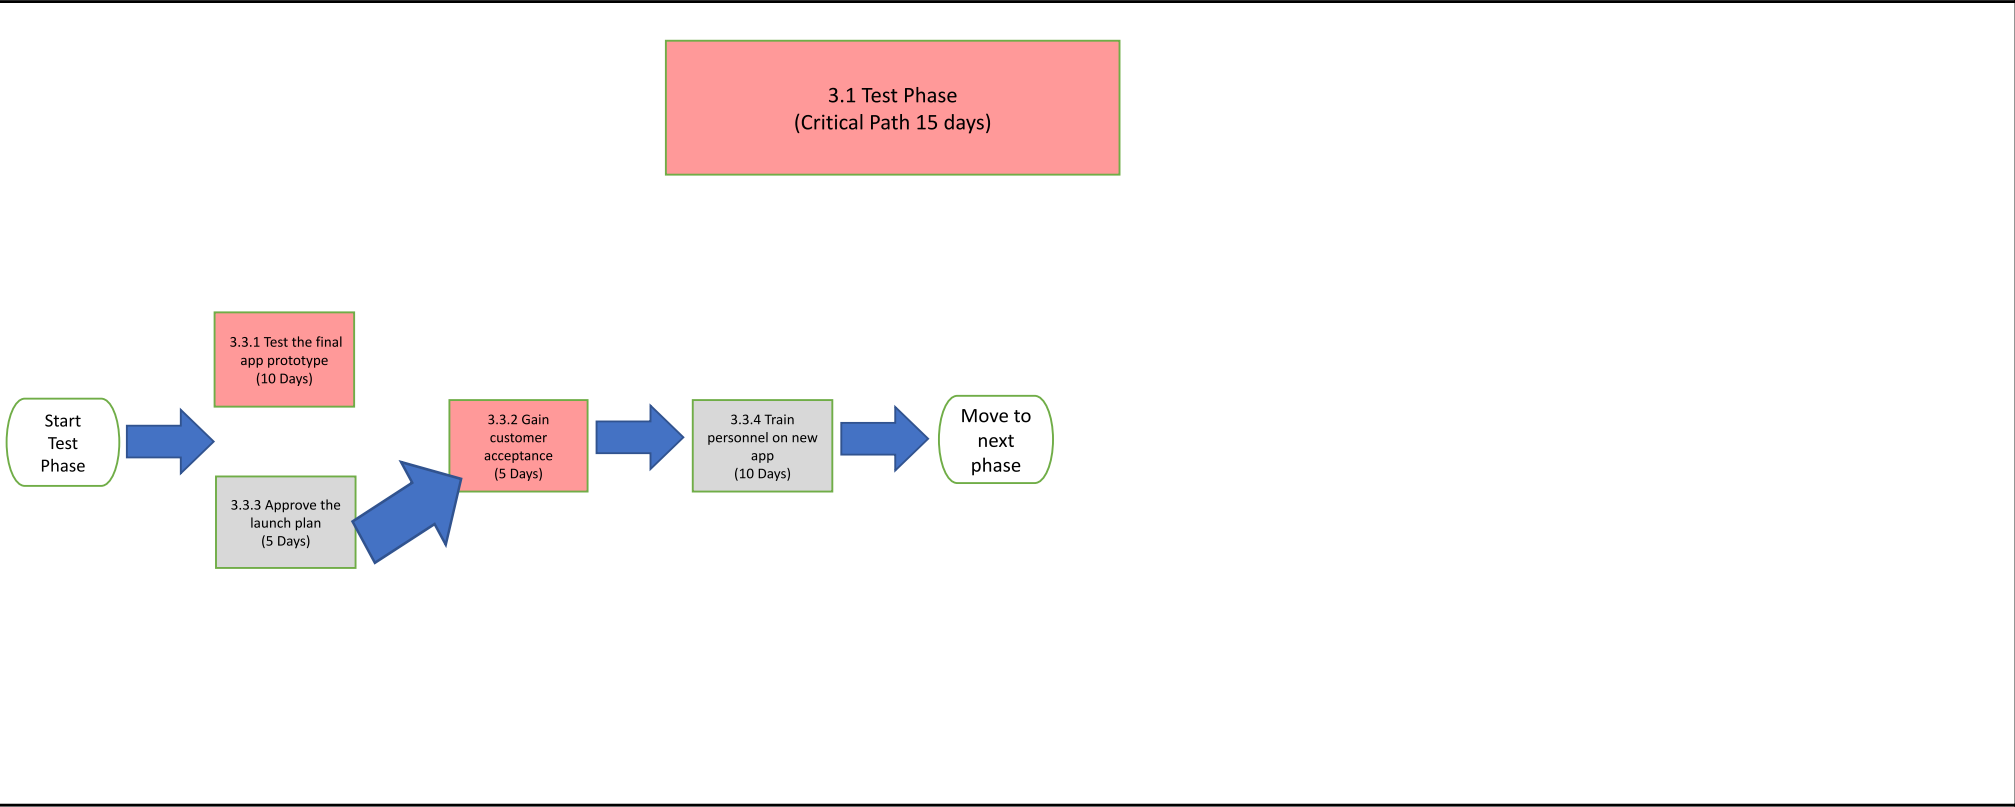 3.1 Test Phase
(Critical Path 15 days)
3.3.1 Test the final
app prototype
(10 Days)
Start
Test
Phase
3.3.3 Approve the
launch plan
(5 Days)
3.3.2 Gain
customer
acceptance
(5 Days)
3.3.4 Train
personnel on new
app
(10 Days)
Move to
next
phase